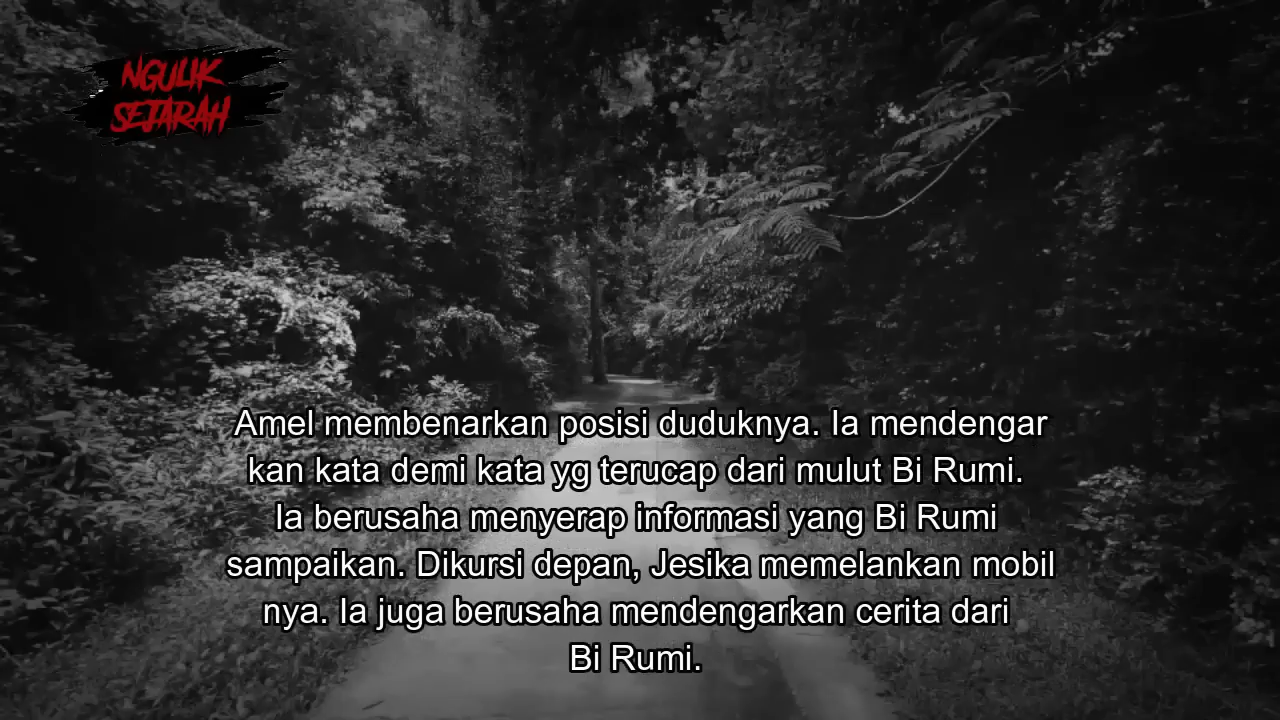 NGULIK
SEJARAH
Amel membenarkan posisi duduknya. Ia mendengar
kan kata demi kata yg terucap dari mulut Bi Rumi.
Ia berusaha menyerap informasi yang Bi Rumi
sampaikan. Dikursi depan, Jesika memelankan mobil
nya. Ia juga berusaha mendengarkan cerita dari
Bi Rumi.